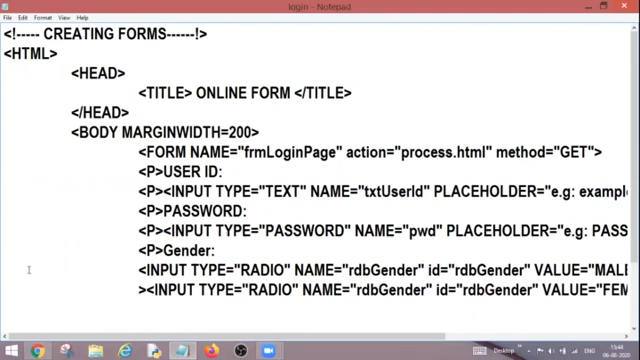 login - Notepad
File Edit Format View Help
<!----- CREATING FORMS------!>
<HTML>
<HEAD>
<TITLE> ONLINE FORM </TITLE>
</HEAD>
<BODY MARGINWIDTH=200>
<FORM NAME="frmLoginPage" action="process.html" method="GET">
<P>USER ID:
<P><INPUT TYPE="TEXT" NAME="txtUserId" PLACEHOLDER="e.g: example
<P>PASSWORD:
<P><INPUT TYPE="PASSWORD" NAME="pwd" PLACEHOLDER="e.g: PASS
<P>Gender:
<INPUT TYPE="RADIO" NAME="rdbGender" id="rdbGender" VALUE="MALE
><INPUT TYPE="RADIO" NAME="rdbGender" id="rdbGender" VALUE="FEM
Desktop
ENG
15:44
06-08-2020